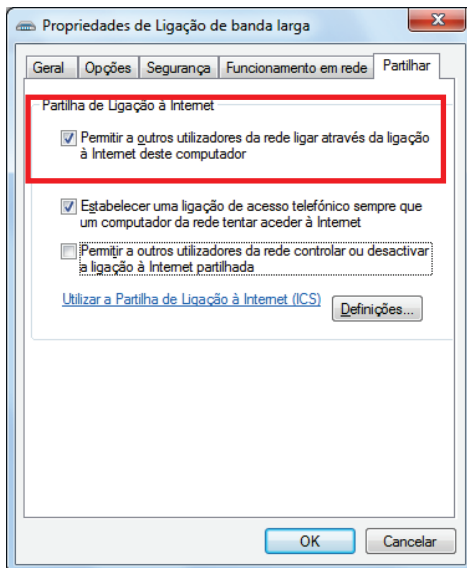 Propriedades de Ligação de banda larga
Geral Opções Segurança Funcionamento em rede Partilhar
Partilha de Ligação à Internet
Permitir a outros utilizadores da rede ligar através da ligação
à Internet deste computador
Estabelecer uma ligação de acesso telefónico sempre que
um computador da rede tentar aceder à Internet
Permitir a outros utilizadores da rede controlar ou desactivar
a ligação à Internet partilhada
Utilizar a Partilha de Ligação à Internet (ICS)
Definições...
OK Cancelar